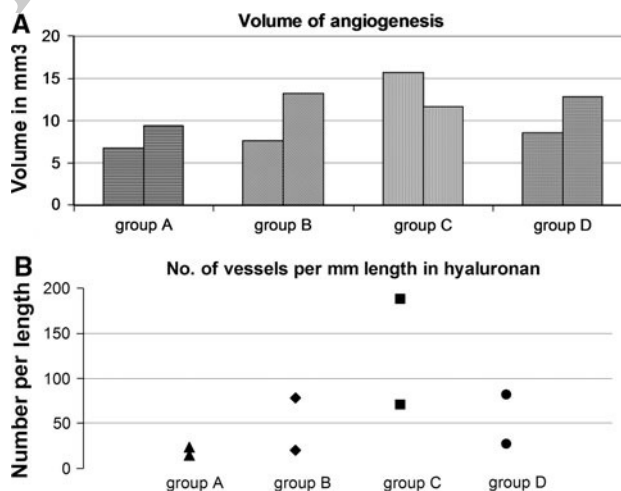 A
Volume of angiogenesis
Volume in mm3
20
15
10
5
0
group A
group B
group C
group D
B
No. of vessels per mm length in hyaluronan
Number per length
200
150
100
50
0
group A
group B
group C
group D